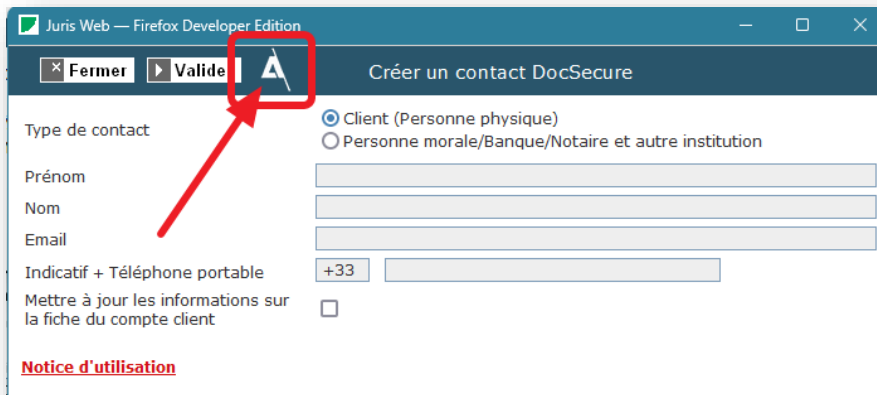 Juris Web — Firefox Developer Edition
× Fermer Valide
Créer un contact DocSecure
Type de contact
Client (Personne physique)
Personne morale/Banque/Notaire et autre institution
Prénom
Nom
Email
Indicatif + Téléphone portable
+33
Mettre à jour les informations sur
la fiche du compte client
Notice d'utilisation